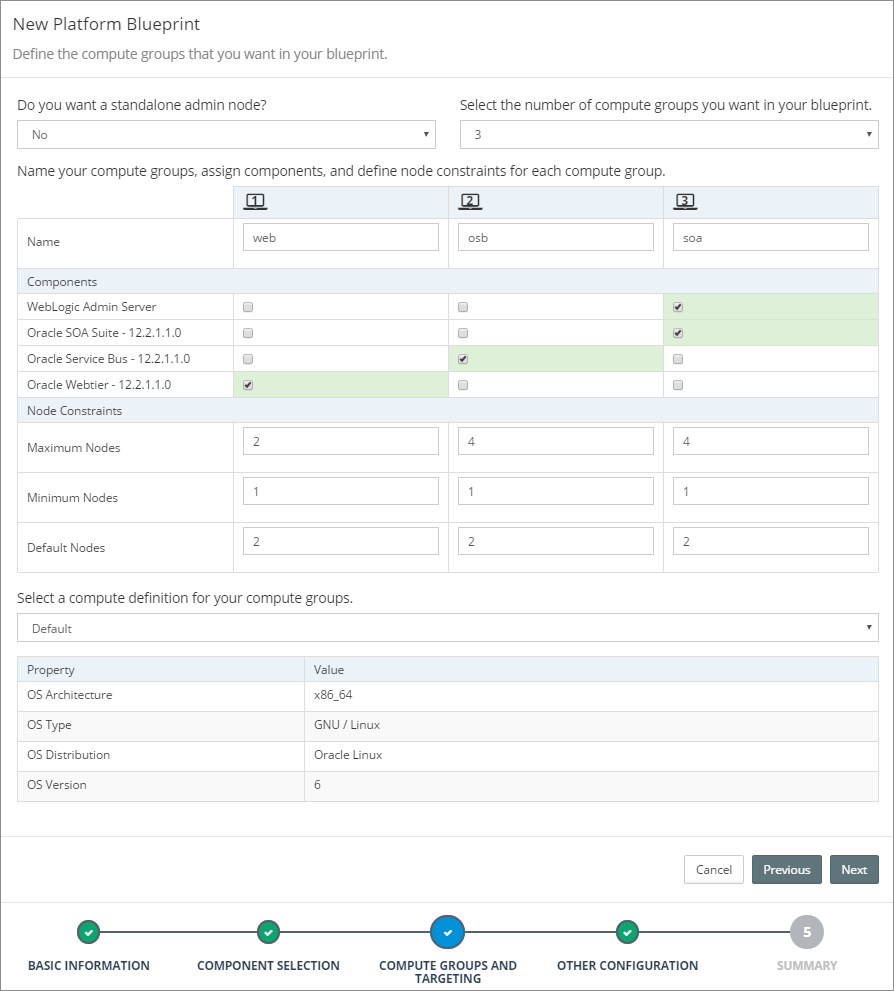 New Platform Blueprint
Define the compute groups that you want in your blueprint.
Do you want a standalone admin node?
Select the number of compute groups you want in your blueprint.
No
3
Name your compute groups, assign components, and define node constraints for each compute group.
1 2 3
Name web osb soa
Components
WebLogic Admin Server
Oracle SOA Suite - 12.2.1.1.0
Oracle Service Bus - 12.2.1.1.0
Oracle Webtier - 12.2.1.1.0
Node Constraints
Maximum Nodes 2 4 4
Minimum Nodes 1 1 1
Default Nodes 2 2 2
Select a compute definition for your compute groups.
Default
Property Value
OS Architecture x86_64
OS Type GNU / Linux
OS Distribution Oracle Linux
OS Version 6
Cancel Previous Next
5
BASIC INFORMATION
COMPONENT SELECTION
COMPUTE GROUPS AND
TARGETING
OTHER CONFIGURATION
SUMMARY